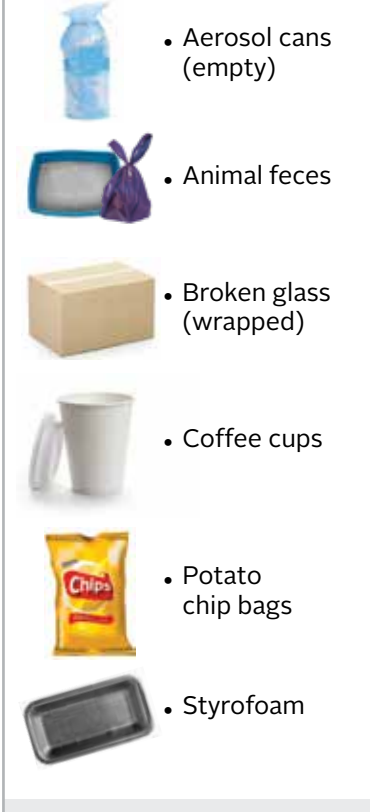 • Aerosol cans
(empty)
• Animal feces
• Broken glass
(wrapped)
• Coffee cups
Chips
• Potato
chip bags
• Styrofoam